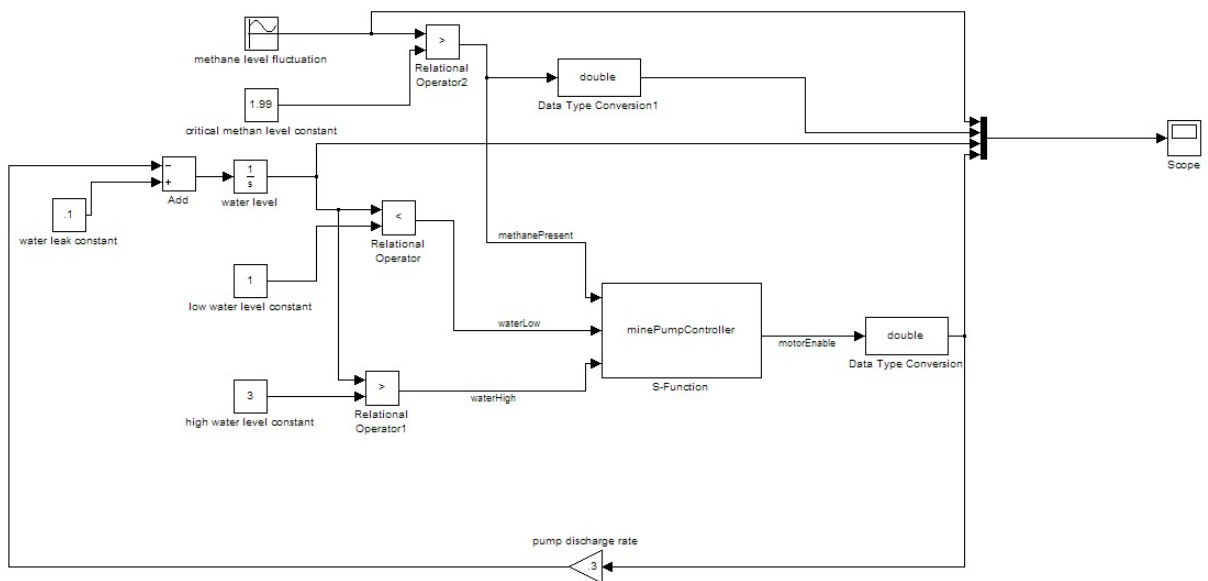 methane level fluctuation
>
Relational
Operator2
1.99
critical methan level constant
double
Data Type Conversion1
Scope
−
+
Add
1
s
water level
.1
water leak constant
<
Relational
Operator
methanePresent
1
low water level constant
waterLow
minePumpController
S-Function
motorEnable
double
Data Type Conversion
3
high water level constant
>
Relational
Operator1
waterHigh
pump discharge rate
.3